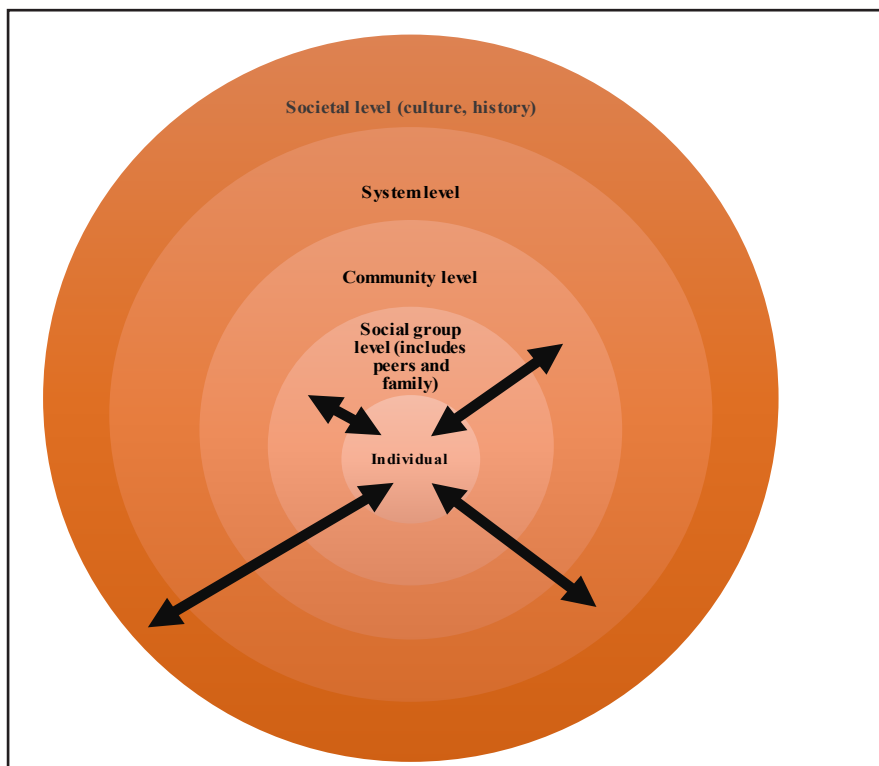 Societal level (culture, history)
System level
Community level
Social group
level (includes
peers and
family)
Individual